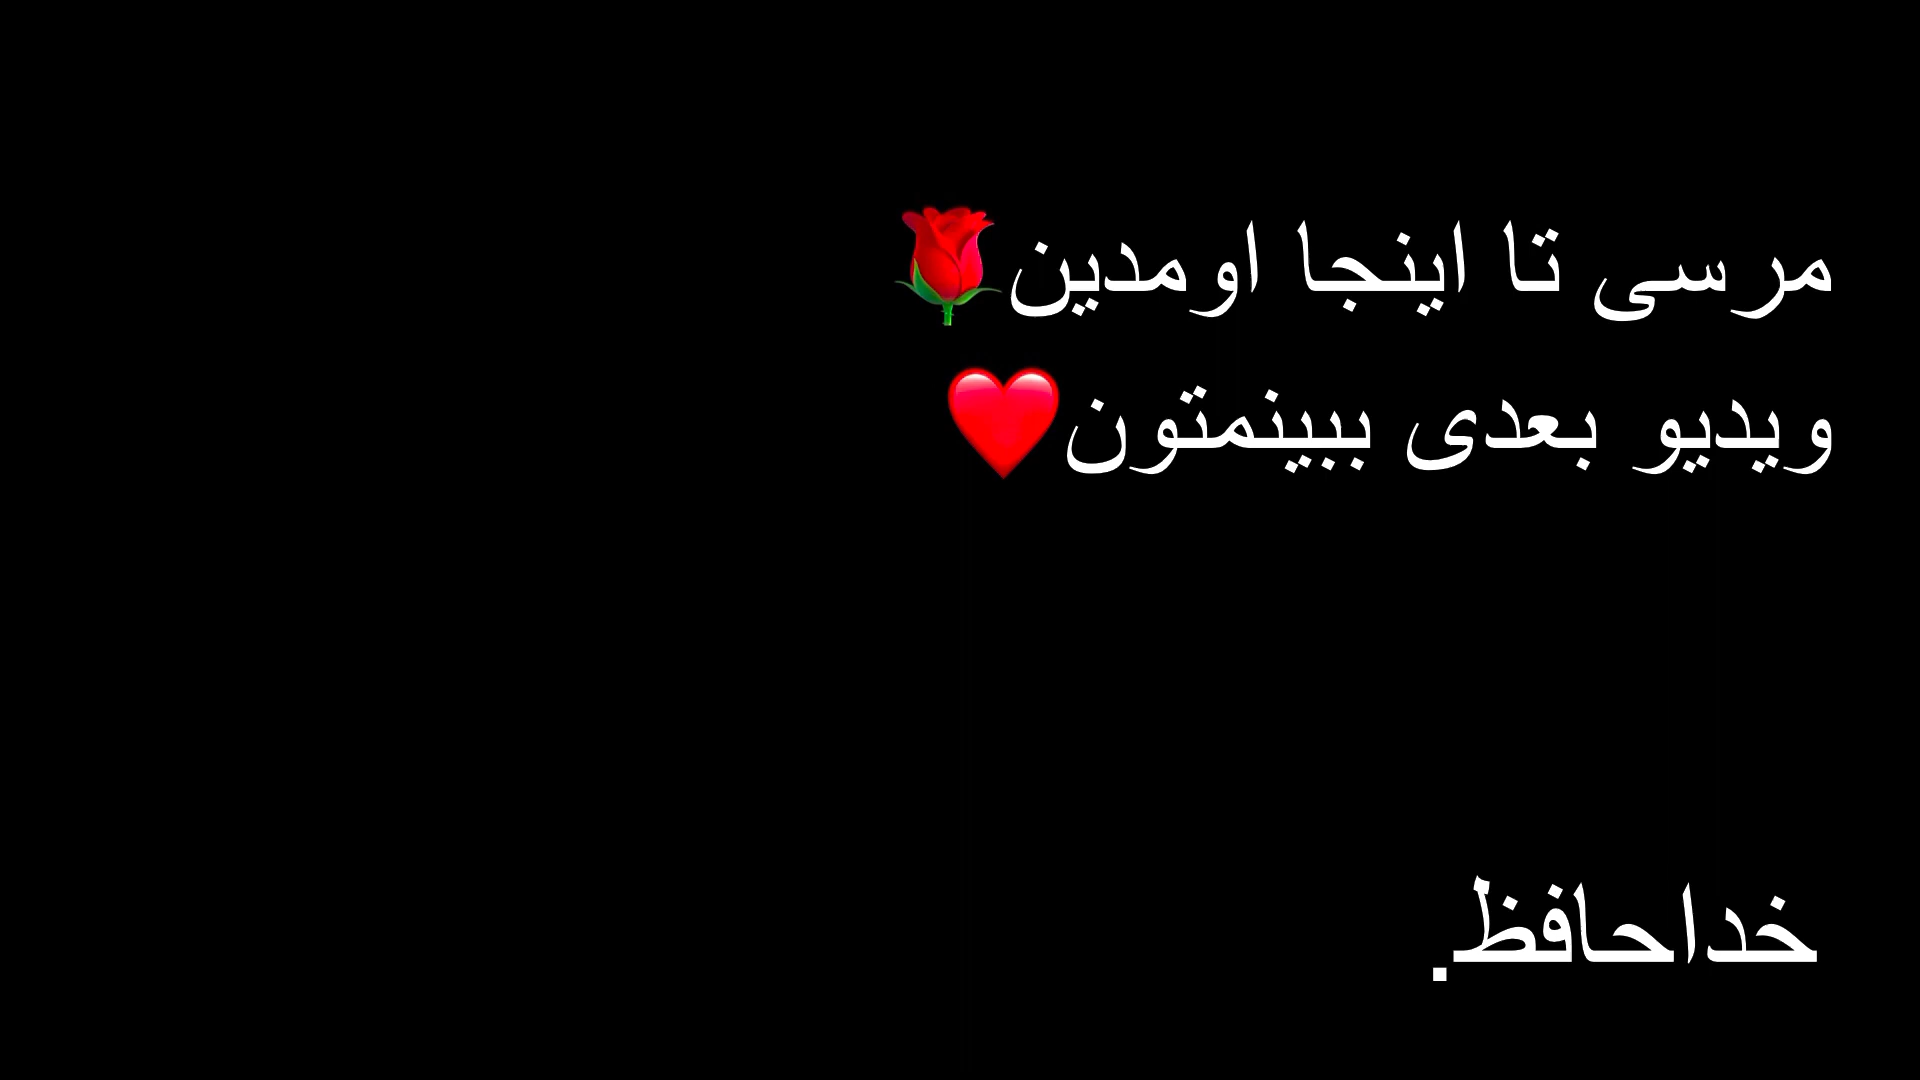 مرسی تا اینجا اومدین🌹
ویدیو بعدی ببینمتون❤️
خداحافظ.